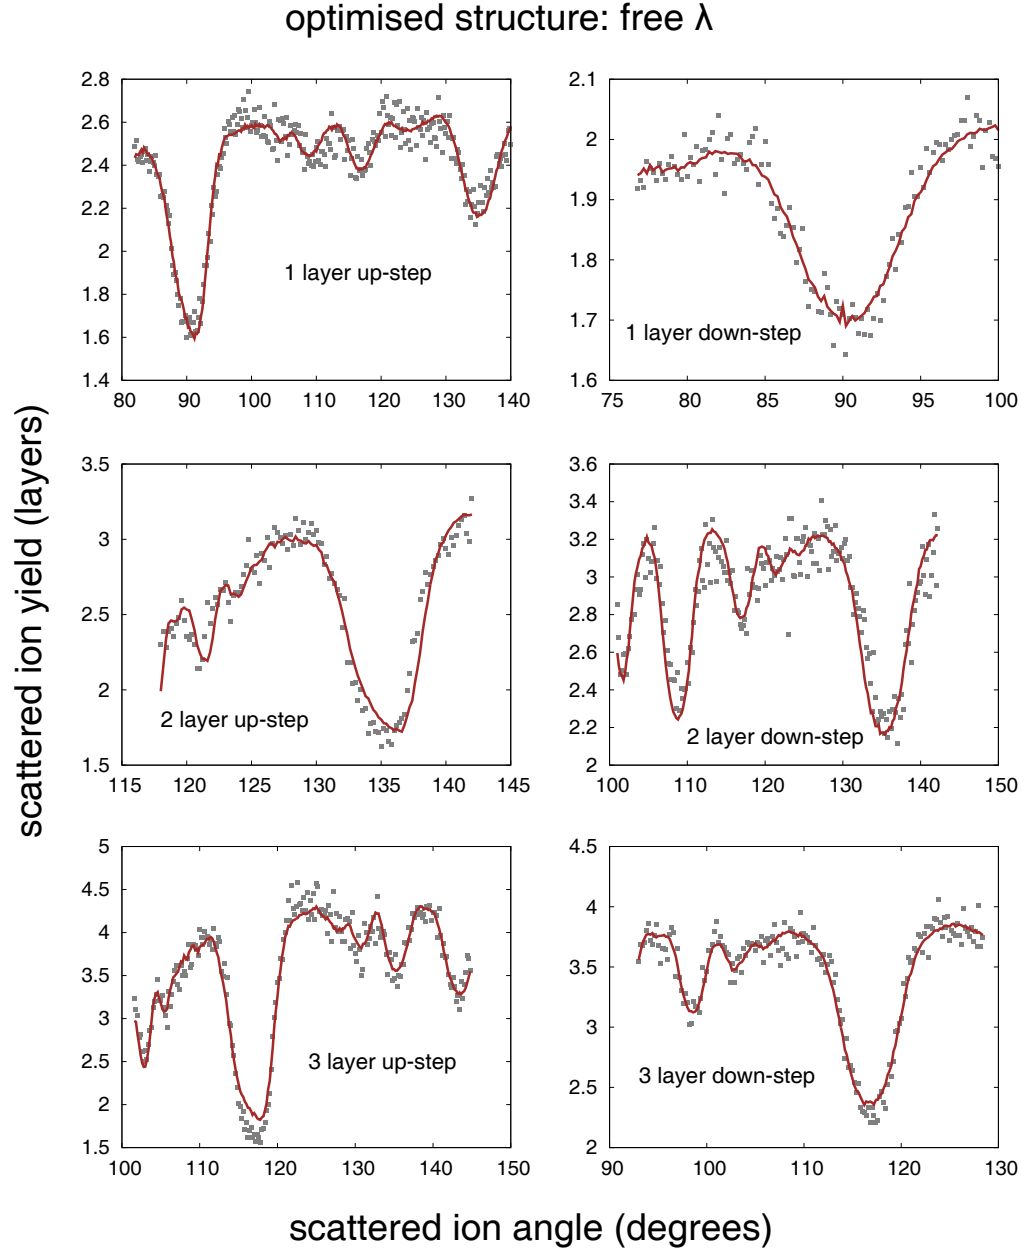 optimised structure: free λ
2.8
2.6
2.4
2.2
2
1.8
1.6
1.4
80 90 100 110 120 130 140
1 layer up-step
2.1
2
1.9
1.8
1.7
1.6
75 80 85 90 95 100
1 layer down-step
3.5
3
2.5
2
1.5
115 120 125 130 135 140 145
2 layer up-step
3.6
3.4
3.2
3
2.8
2.6
2.4
2.2
2
100 110 120 130 140 150
2 layer down-step
5
4.5
4
3.5
3
2.5
2
1.5
100 110 120 130 140 150
3 layer up-step
4.5
4
3.5
3
2.5
2
90 100 110 120 130
3 layer down-step
scattered ion yield (layers)
scattered ion angle (degrees)